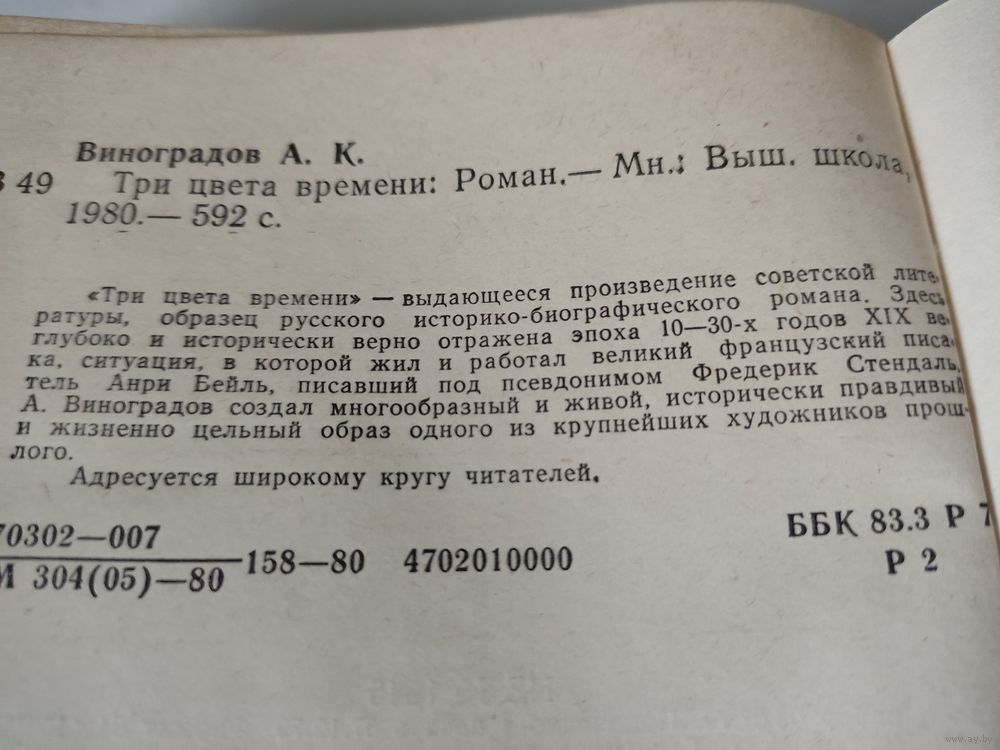 Виноградов А. К.
В 49 Три цвета времени: Роман.— Мн.: Выш. школа,
1980.— 592 с.
«Три цвета времени» — выдающееся произведение советской лите-
ратуры, образец русского историко-биографического романа. Здесь
глубоко и исторически верно отражена эпоха 10—30-х годов XIX ве-
ка, ситуация, в которой жил и работал великий французский писа-
тель Анри Бейль, писавший под псевдонимом Фредерик Стендаль.
А. Виноградов создал многообразный и живой, исторически правдивый
и жизненно цельный образ одного из крупнейших художников прош-
лого.
Адресуется широкому кругу читателей.
70302—007
М 304(05)—80 158—80 4702010000
ББК 83.3 Р 7
Р 2
www.ay.by